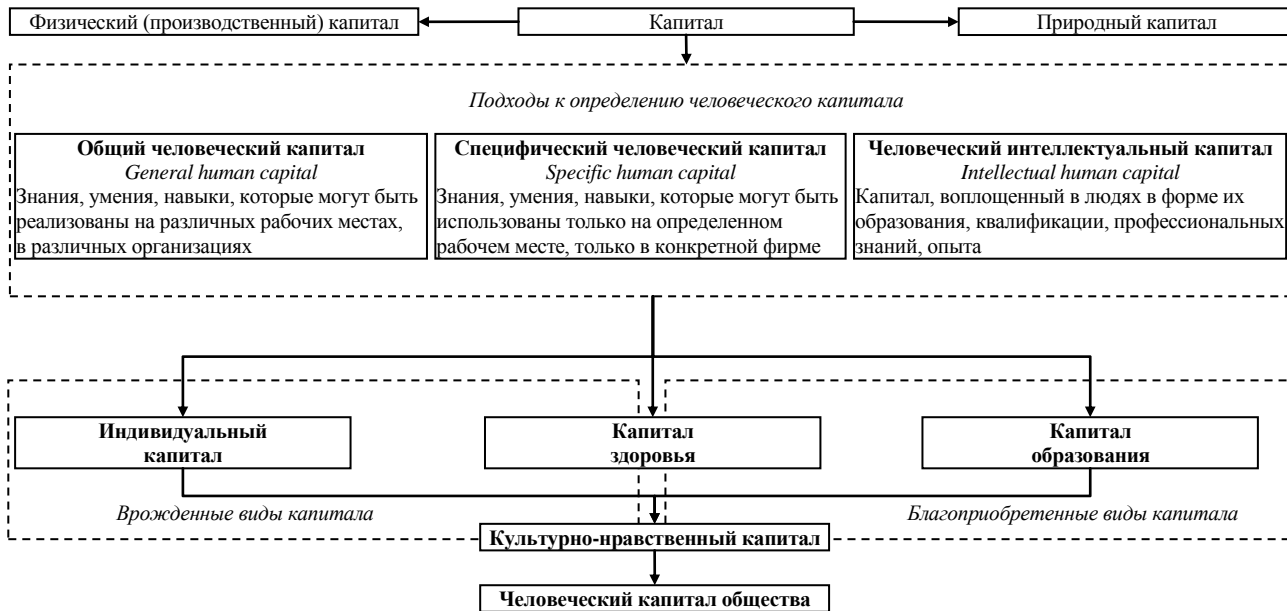 Физический (производственный) капитал
Капитал
Природный капитал
Подходы к определению человеческого капитала
Общий человеческий капитал
General human capital
Знания, умения, навыки, которые могут быть
реализованы на различных рабочих местах,
в различных организациях
Специфический человеческий капитал
Specific human capital
Знания, умения, навыки, которые могут быть
использованы только на определенном
рабочем месте, только в конкретной фирме
Человеческий интеллектуальный капитал
Intellectual human capital
Капитал, воплощенный в людях в форме их
образования, квалификации, профессиональных
знаний, опыта
Индивидуальный
капитал
Капитал
здоровья
Капитал
образования
Врожденные виды капитала
Благоприобретенные виды капитала
Культурно-нравственный капитал
Человеческий капитал общества